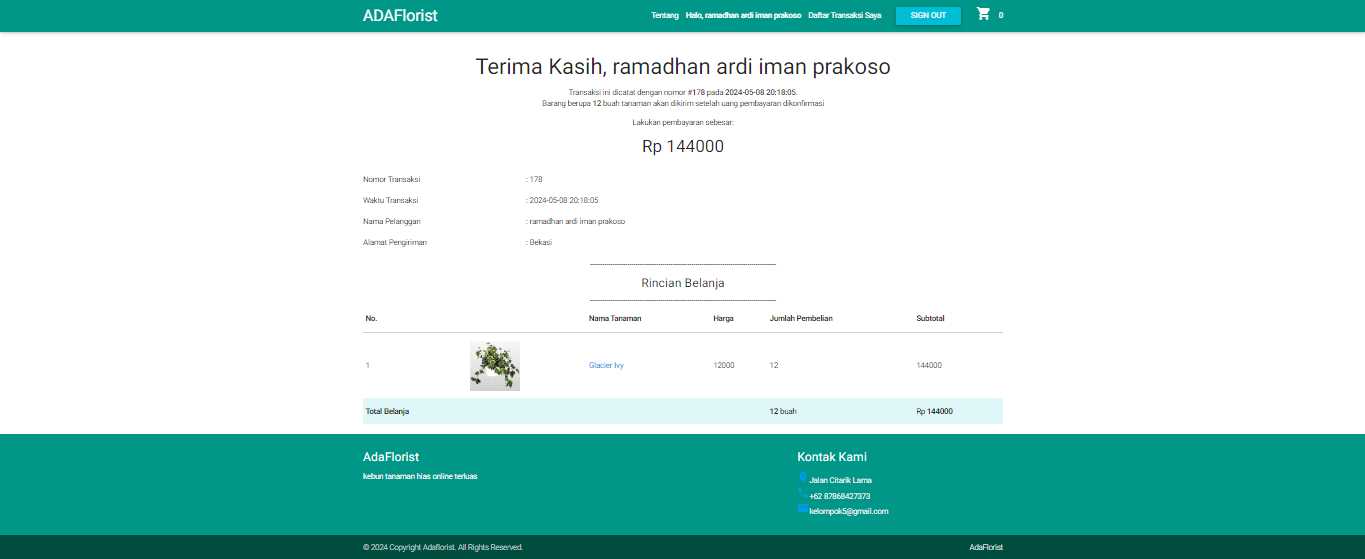 ADAFlorist
Tentang Halo, ramadhan ardi iman prakoso Daftar Transaksi Saya SIGN OUT 0
Terima Kasih, ramadhan ardi iman prakoso
Transaksi ini dicatat dengan nomor #178 pada 2024-05-08 20:18:05.
Barang berupa 12 buah tanaman akan dikirim setelah uang pembayaran dikonfirmasi
Lakukan pembayaran sebesar:
Rp 144000
Nomor Transaksi : 178
Waktu Transaksi : 2024-05-08 20:18:05
Nama Pelanggan : ramadhan ardi iman prakoso
Alamat Pengiriman : Bekasi
Rincian Belanja
No. Nama Tanaman Harga Jumlah Pembelian Subtotal
1 Glacier Ivy 12000 12 144000
Total Belanja 12 buah Rp 144000
AdaFlorist
kebun tanaman hias online terluas
Kontak Kami
Jalan Citarik Lama
+62 87868427373
kelompok5@gmail.com
© 2024 Copyright Adaflorist. All Rights Reserved. AdaFlorist